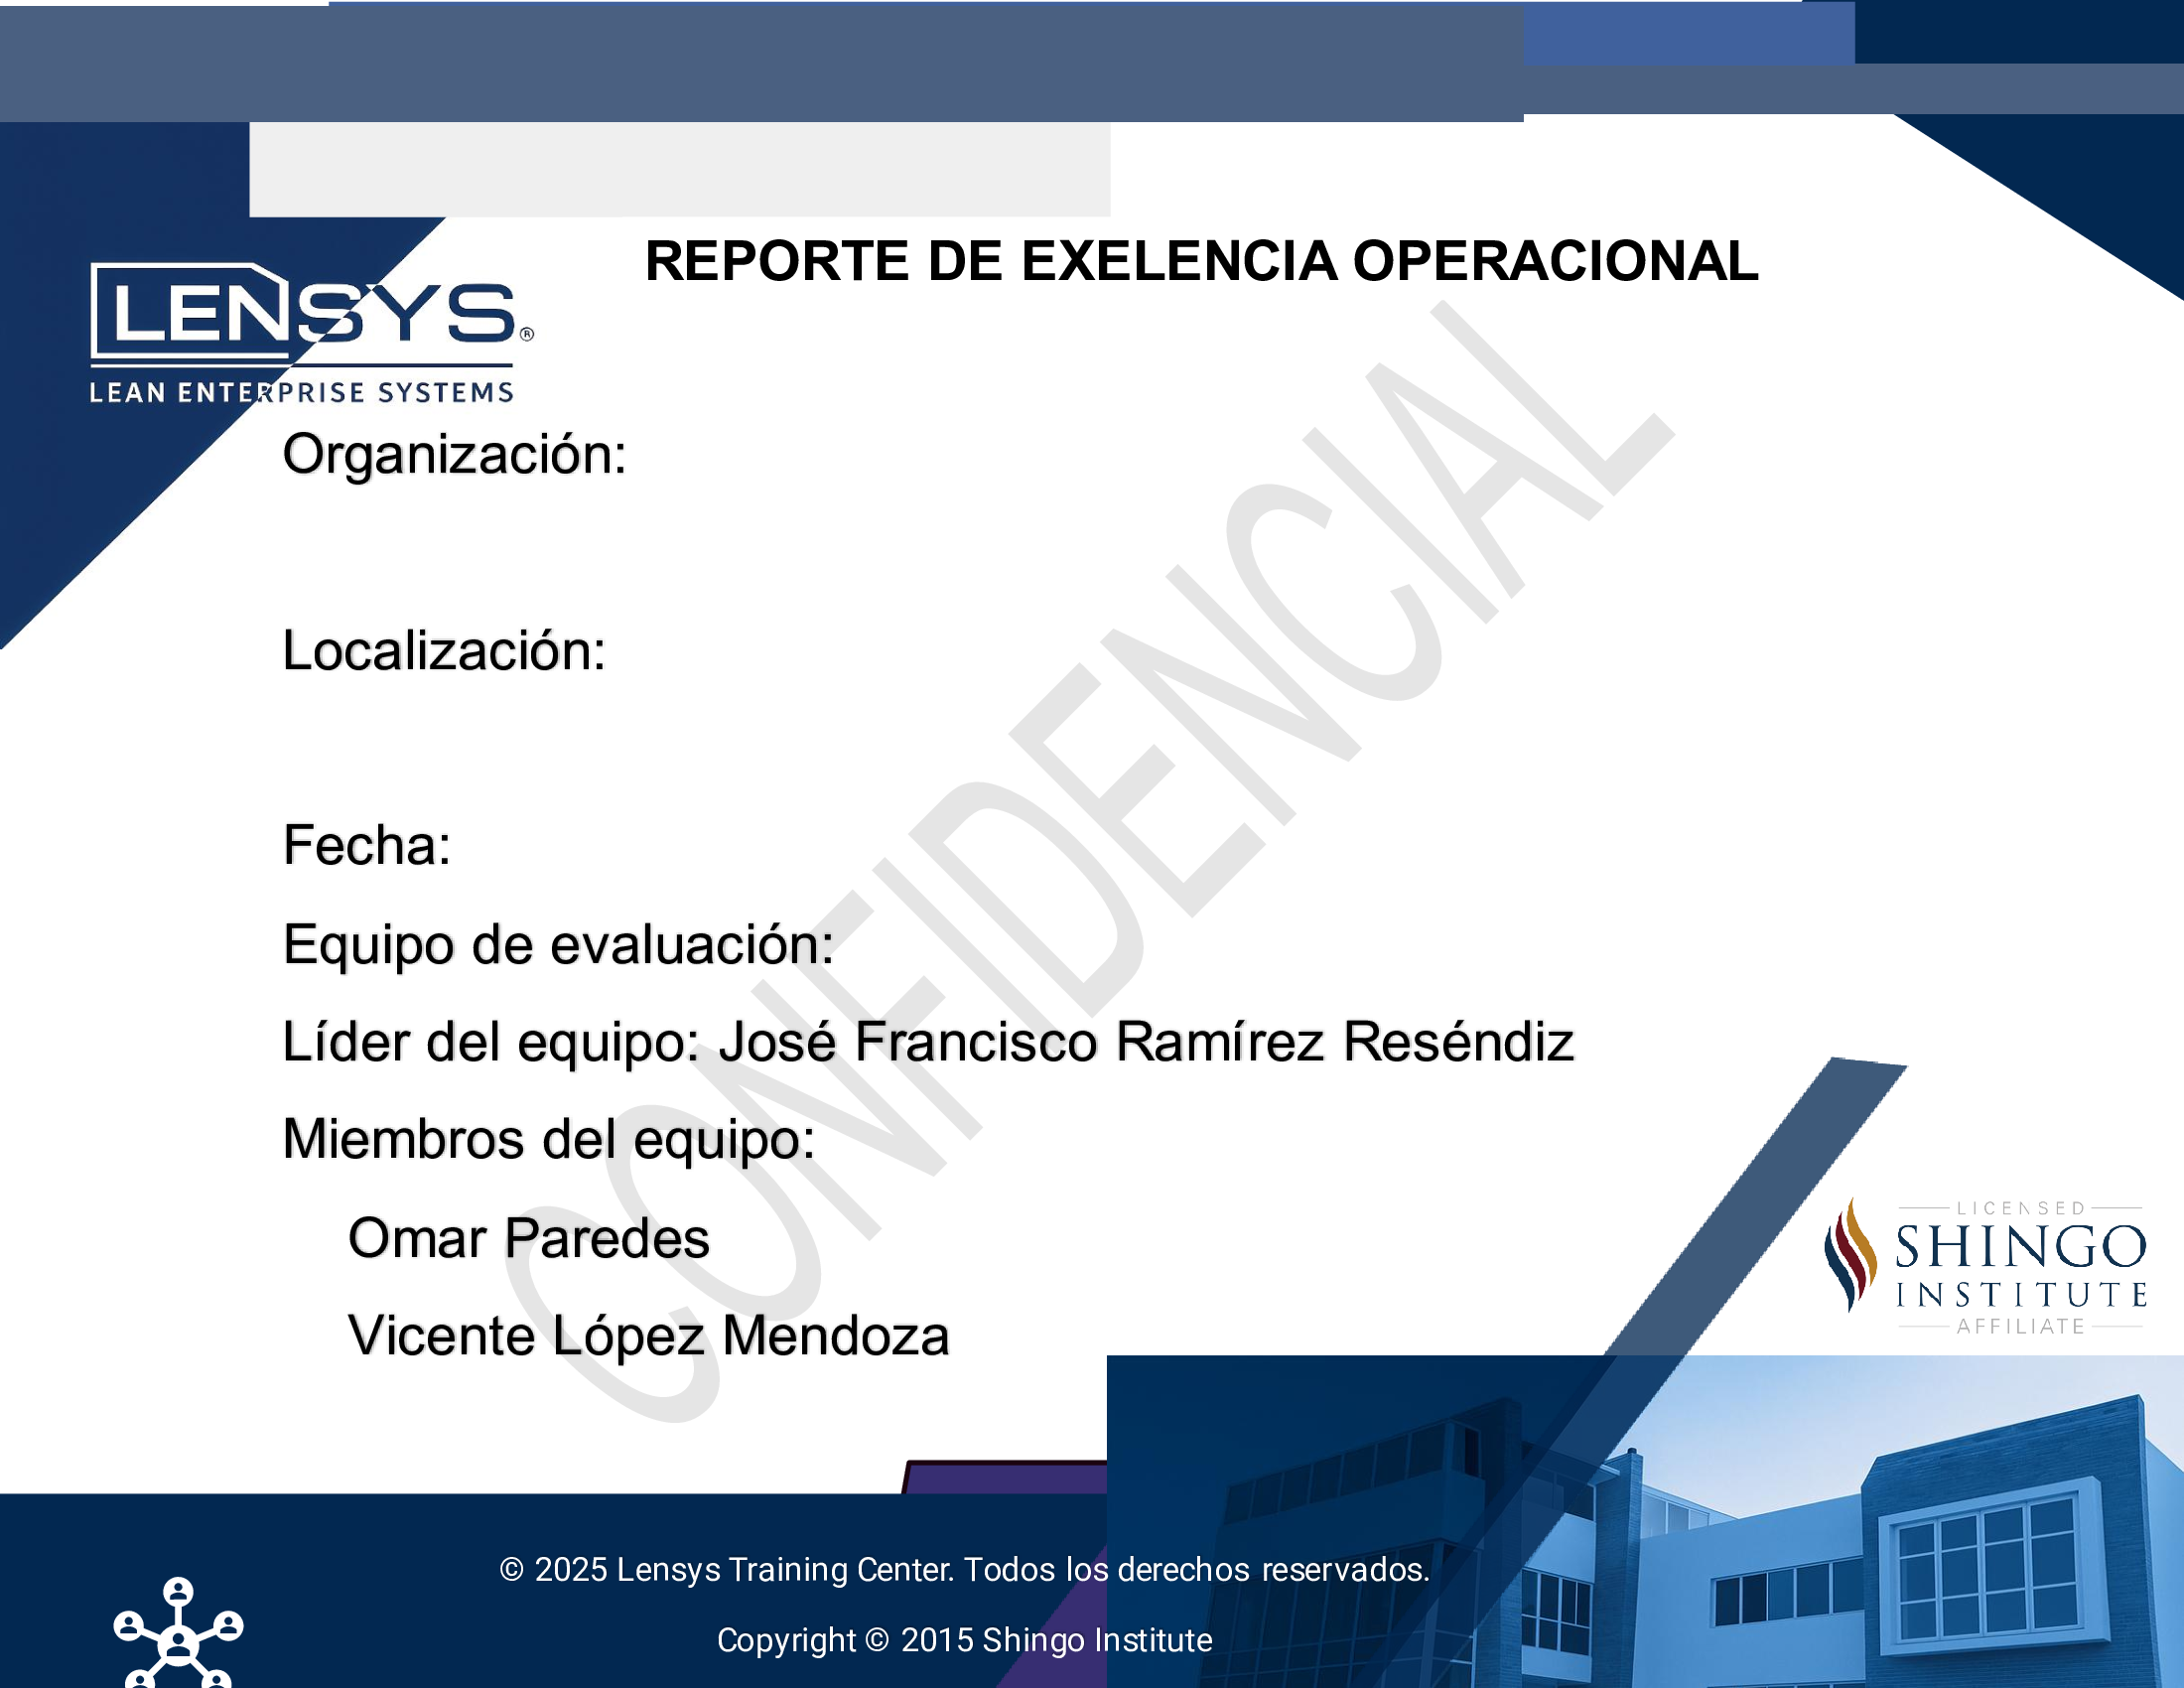 REPORTE DE EXELENCIA OPERACIONAL
LENSYS®
LEAN ENTERPRISE SYSTEMS
Organización:
Localización:
Fecha:
Equipo de evaluación:
Líder del equipo: José Francisco Ramírez Reséndiz
Miembros del equipo:
Omar Paredes
Vicente López Mendoza
CONFIDENCIAL
LICENSED
SHINGO
INSTITUTE
AFFILIATE
© 2025 Lensys Training Center. Todos los derechos reservados.
Copyright © 2015 Shingo Institute